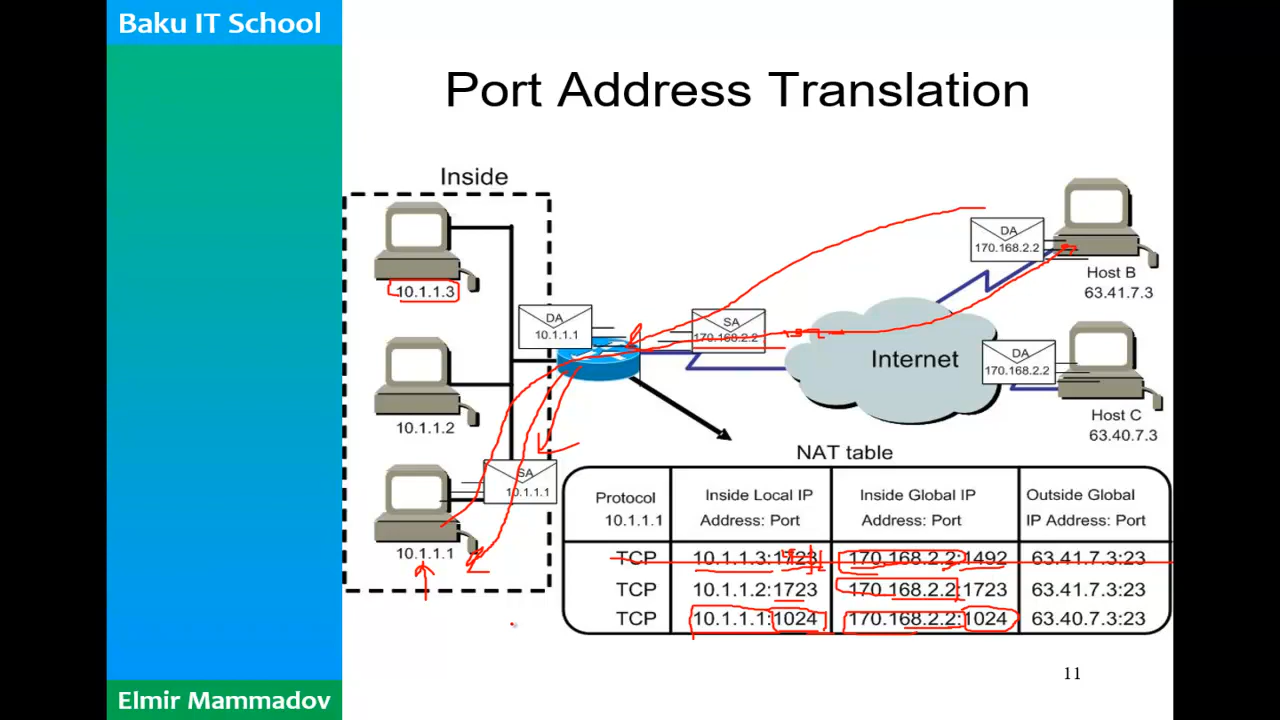 Baku IT School
Port Address Translation
Inside
10.1.1.3
DA
10.1.1.1
SA
170.168.2.2
DA
170.168.2.2
Host B
63.41.7.3
10.1.1.2
Internet
DA
170.168.2.2
Host C
63.40.7.3
SA
10.1.1.1
10.1.1.1
NAT table
Protocol Inside Local IP Inside Global IP Outside Global
10.1.1.1 Address: Port Address: Port IP Address: Port
TCP 10.1.1.3:1723 170.168.2.2:1492 63.41.7.3:23
TCP 10.1.1.2:1723 170.168.2.2:1723 63.41.7.3:23
TCP 10.1.1.1:1024 170.168.2.2:1024 63.40.7.3:23
11
Elmir Mammadov